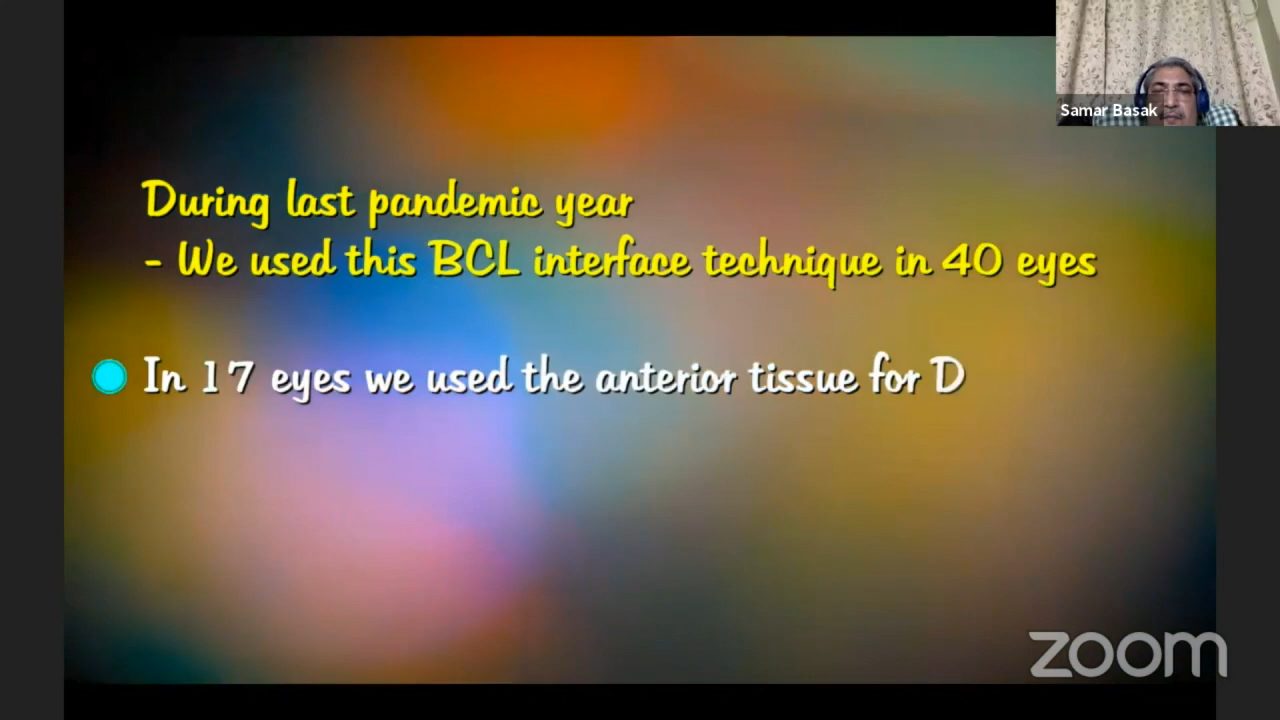 Samar Basak
During last pandemic year
- We used this BCL interface technique in 40 eyes
In 17 eyes we used the anterior tissue for D
zoom